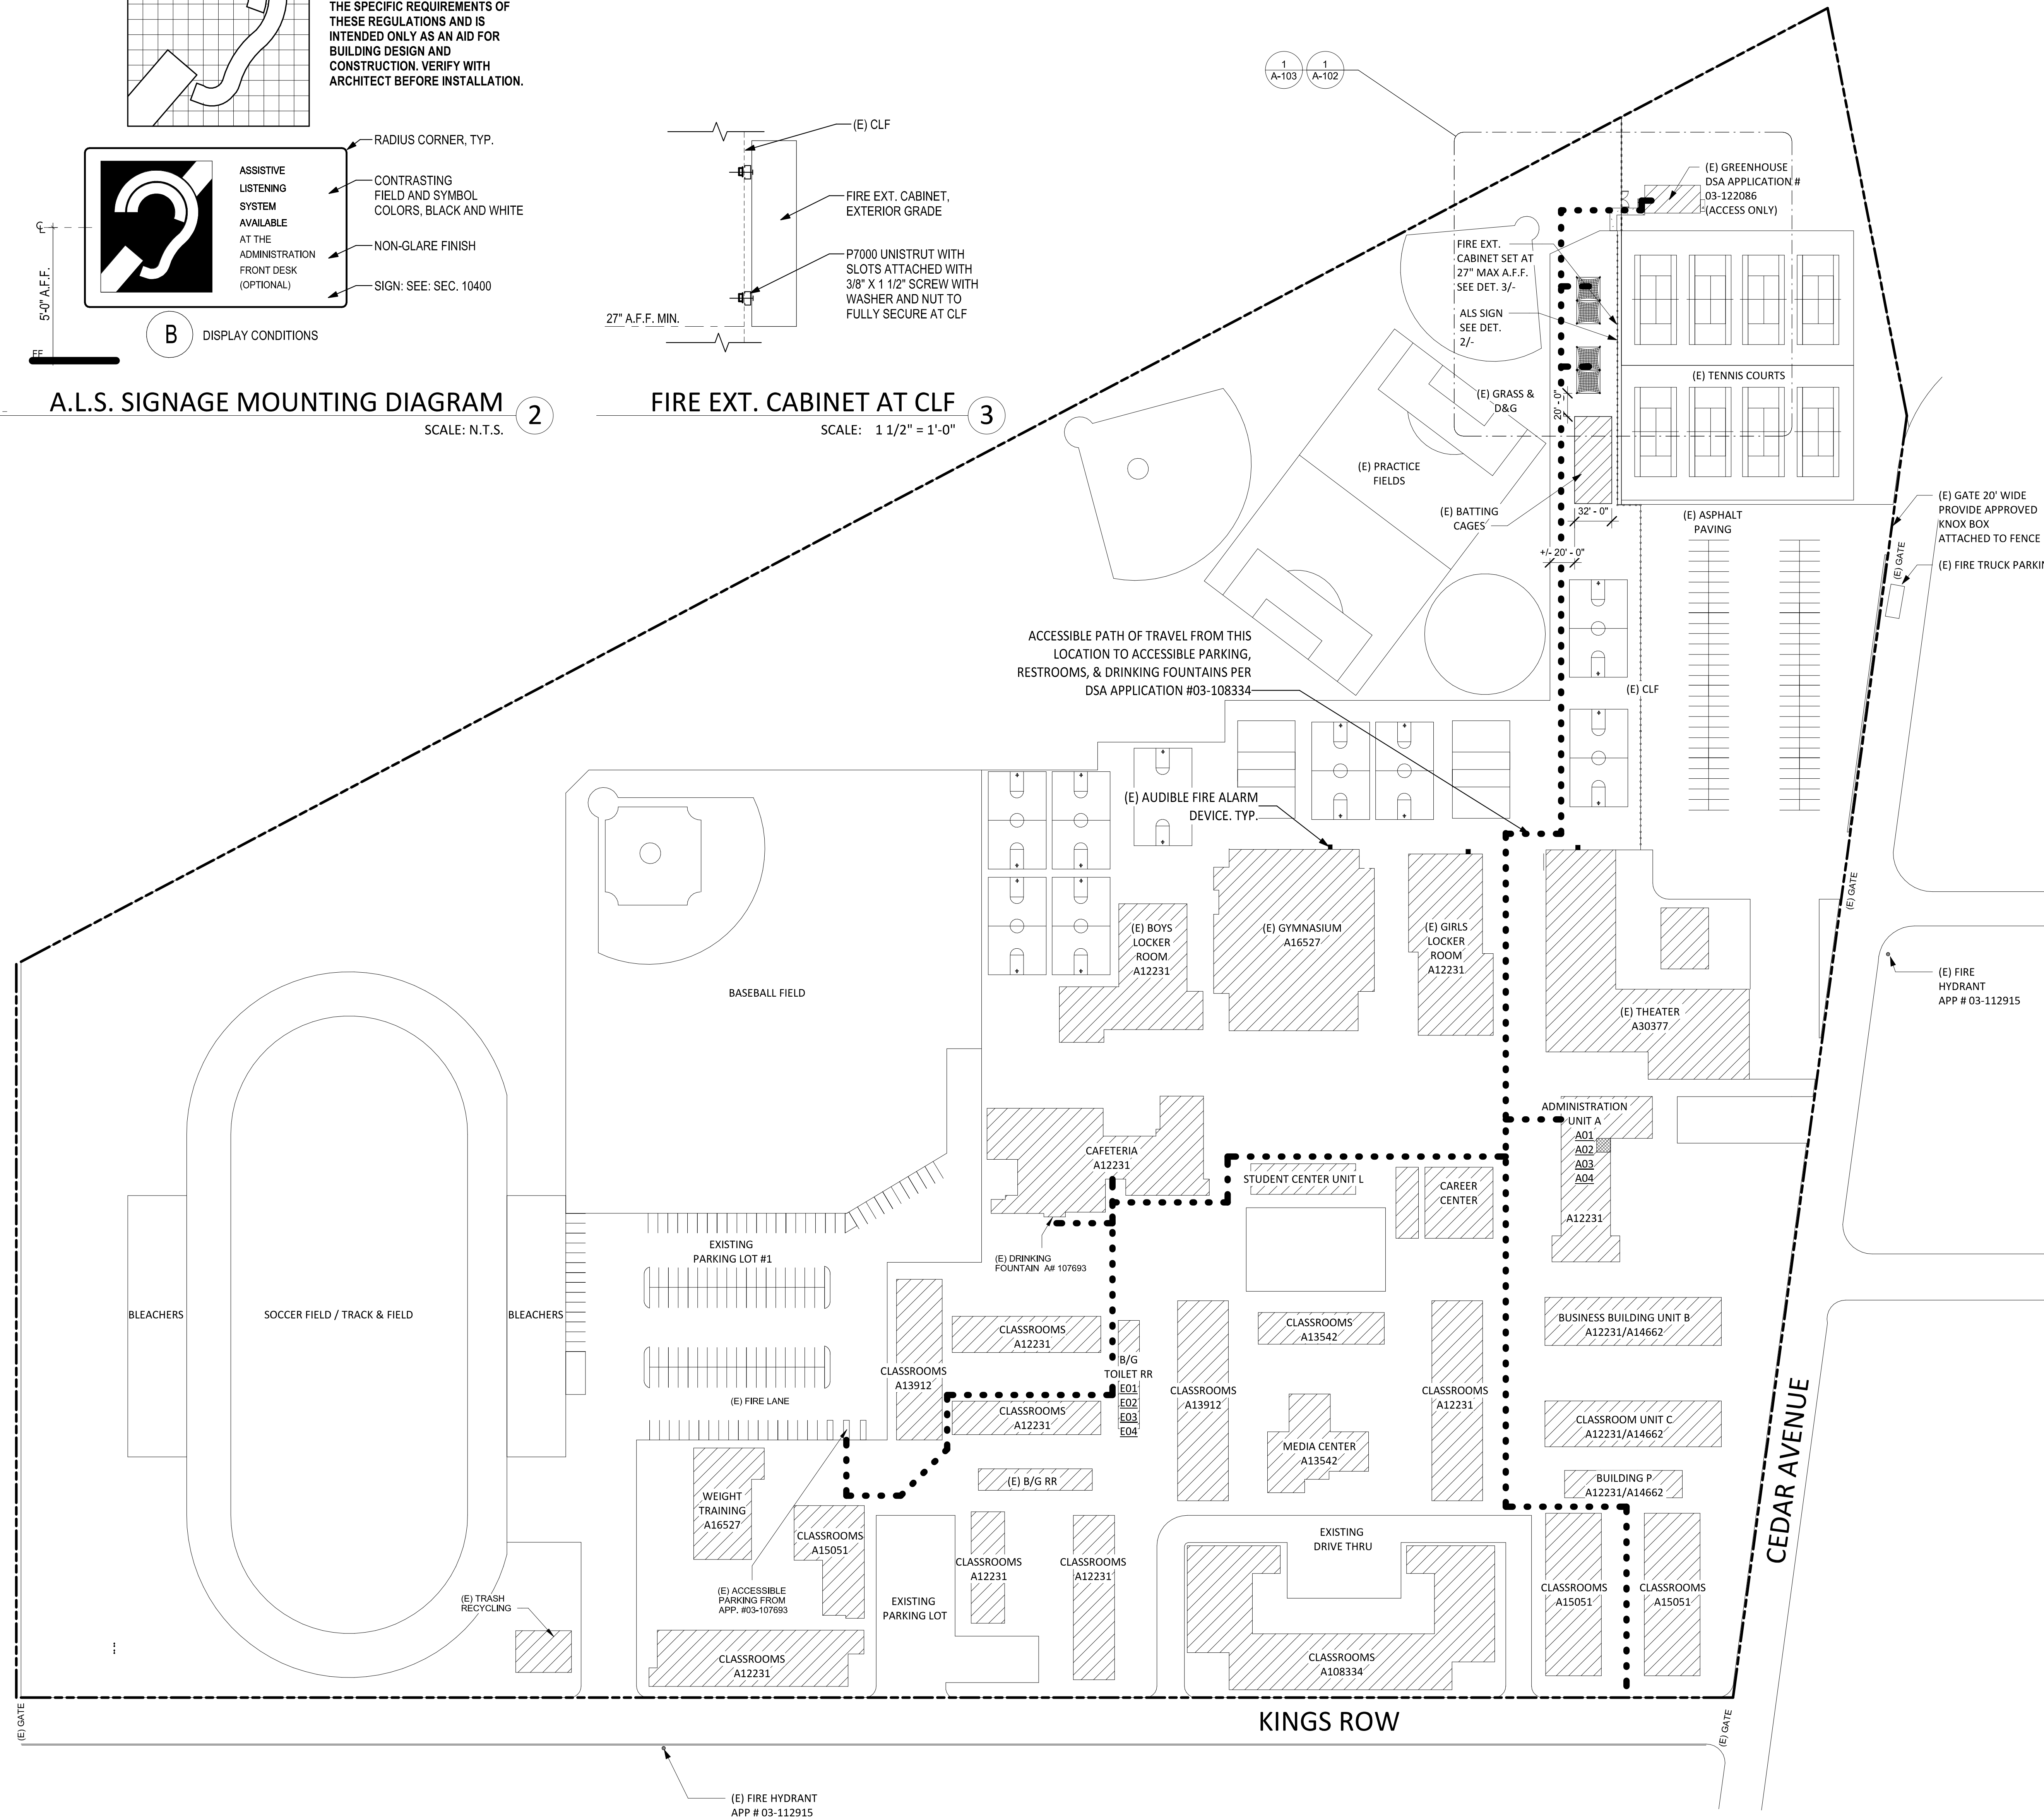 THE SPECIFIC REQUIREMENTS OF
THESE REGULATIONS AND IS
INTENDED ONLY AS AN AID FOR
BUILDING DESIGN AND
CONSTRUCTION. VERIFY WITH
ARCHITECT BEFORE INSTALLATION.
RADIUS CORNER, TYP.
ASSISTIVE
LISTENING
SYSTEM
AVAILABLE
AT THE
ADMINISTRATION
FRONT DESK
(OPTIONAL)
CONTRASTING
FIELD AND SYMBOL
COLORS, BLACK AND WHITE
NON-GLARE FINISH
SIGN: SEE: SEC. 10400
5'-0" A.F.F.
FF
B
DISPLAY CONDITIONS
A.L.S. SIGNAGE MOUNTING DIAGRAM
2
SCALE: N.T.S.
(E) CLF
FIRE EXT. CABINET,
EXTERIOR GRADE
P7000 UNISTRUT WITH
SLOTS ATTACHED WITH
3/8" X 1 1/2" SCREW WITH
WASHER AND NUT TO
FULLY SECURE AT CLF
27" A.F.F. MIN.
FIRE EXT. CABINET AT CLF
3
SCALE: 1 1/2" = 1'-0"
1
A-103
1
A-102
(E) GREENHOUSE
DSA APPLICATION #
03-122086
(ACCESS ONLY)
FIRE EXT.
CABINET SET AT
27" MAX A.F.F.
SEE DET. 3/-
ALS SIGN
SEE DET.
2/-
(E) TENNIS COURTS
(E) GRASS &
D&G
20' - 0"
(E) PRACTICE
FIELDS
(E) BATTING
CAGES
32' - 0"
+/- 20' - 0"
(E) ASPHALT
PAVING
(E) GATE 20' WIDE
PROVIDE APPROVED
KNOX BOX
ATTACHED TO FENCE
(E) GATE
(E) FIRE TRUCK PARKIN
ACCESSIBLE PATH OF TRAVEL FROM THIS
LOCATION TO ACCESSIBLE PARKING,
RESTROOMS, & DRINKING FOUNTAINS PER
DSA APPLICATION #03-108334
(E) CLF
(E) AUDIBLE FIRE ALARM
DEVICE. TYP.
(E) GATE
(E) BOYS
LOCKER
ROOM
A12231
(E) GYMNASIUM
A16527
(E) GIRLS
LOCKER
ROOM
A12231
(E) FIRE
HYDRANT
APP # 03-112915
BASEBALL FIELD
(E) THEATER
A30377
ADMINISTRATION
UNIT A
A01
A02
A03
A04
A12231
CAFETERIA
A12231
STUDENT CENTER UNIT L
CAREER
CENTER
(E) DRINKING
FOUNTAIN A# 107693
EXISTING
PARKING LOT #1
BLEACHERS
SOCCER FIELD / TRACK & FIELD
BLEACHERS
CLASSROOMS
A12231
CLASSROOMS
A13542
BUSINESS BUILDING UNIT B
A12231/A14662
B/G
TOILET RR
E01
E02
E03
E04
CLASSROOMS
A13912
(E) FIRE LANE
CLASSROOMS
A12231
CLASSROOMS
A13912
CLASSROOMS
A12231
CLASSROOM UNIT C
A12231/A14662
MEDIA CENTER
A13542
(E) B/G RR
BUILDING P
A12231/A14662
CEDAR AVENUE
WEIGHT
TRAINING
A16527
CLASSROOMS
A15051
EXISTING
DRIVE THRU
CLASSROOMS
A12231
CLASSROOMS
A12231
(E) ACCESSIBLE
PARKING FROM
APP. #03-107693
(E) TRASH
RECYCLING
EXISTING
PARKING LOT
CLASSROOMS
A15051
CLASSROOMS
A15051
CLASSROOMS
A12231
CLASSROOMS
A108334
(E) GATE
KINGS ROW
(E) GATE
(E) FIRE HYDRANT
APP # 03-112915